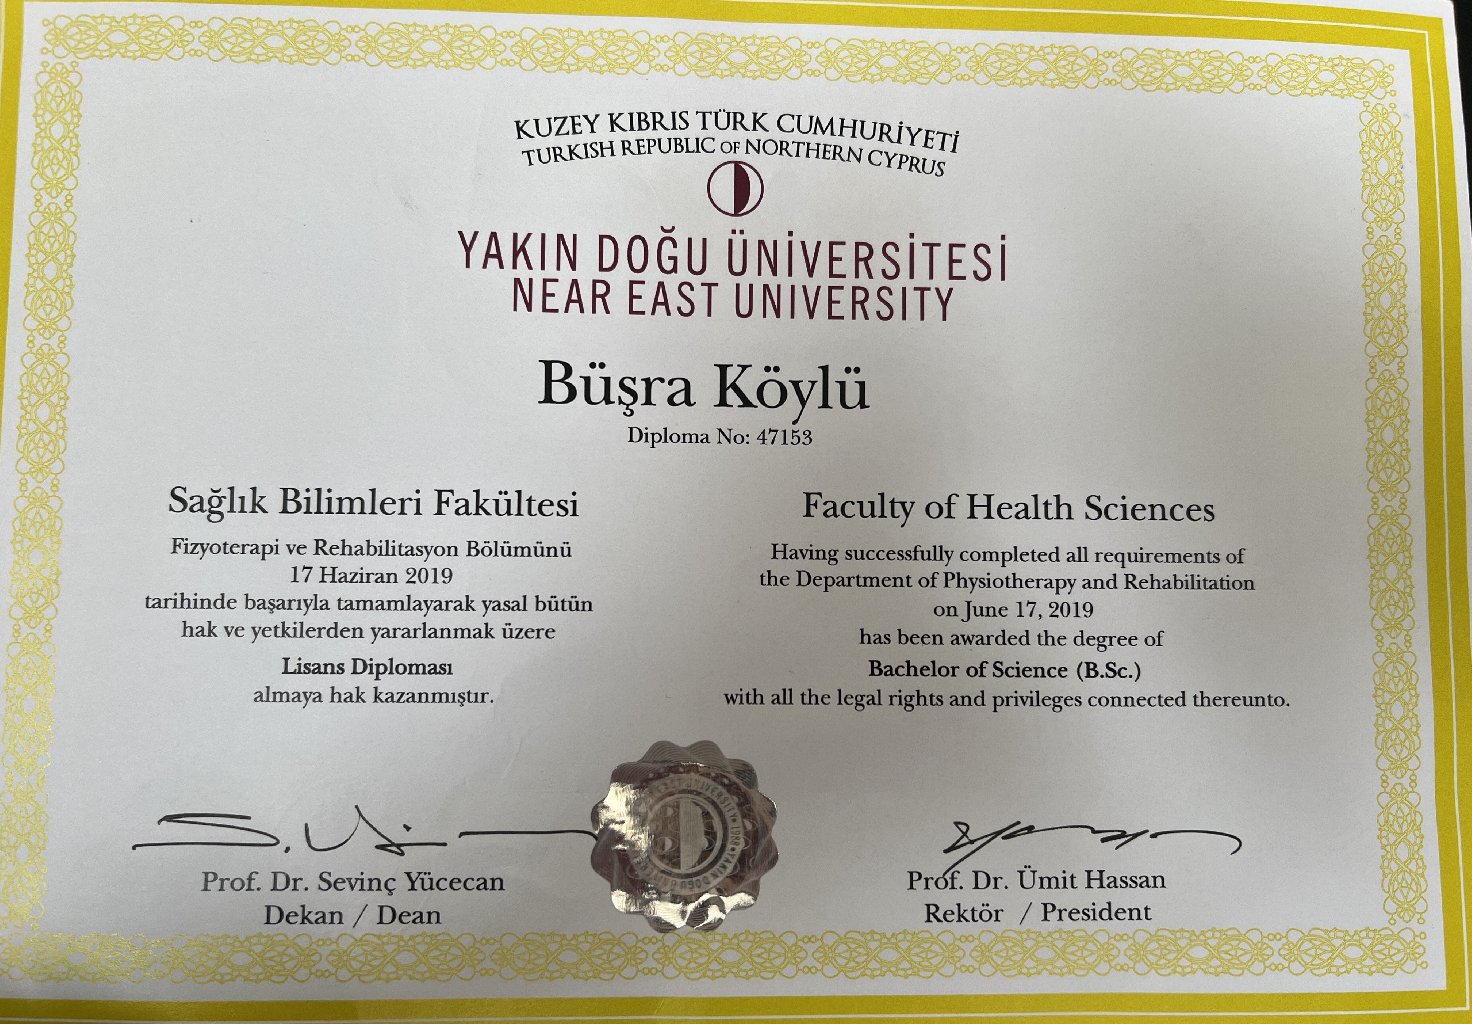 KUZEY KIBRIS TÜRK CUMHURİYETİ
TURKISH REPUBLIC OF NORTHERN CYPRUS
YAKIN DOĞU ÜNİVERSİTESİ
NEAR EAST UNIVERSITY
Büşra Köylü
Diploma No: 47153
Sağlık Bilimleri Fakültesi
Fizyoterapi ve Rehabilitasyon Bölümünü
17 Haziran 2019
tarihinde başarıyla tamamlayarak yasal bütün
hak ve yetkilerden yararlanmak üzere
Lisans Diploması
almaya hak kazanmıştır.
Faculty of Health Sciences
Having successfully completed all requirements of
the Department of Physiotherapy and Rehabilitation
on June 17, 2019
has been awarded the degree of
Bachelor of Science (B.Sc.)
with all the legal rights and privileges connected thereunto.
Prof. Dr. Sevinç Yücecan
Dekan / Dean
Prof. Dr. Ümit Hassan
Rektör / President
EAST UNIVERSITY • 1988 • YAKIN DOĞU